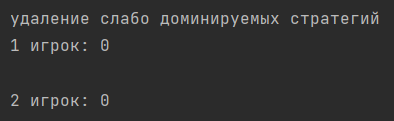 удаление слабо доминируемых стратегий
1 игрок: 0
2 игрок: 0